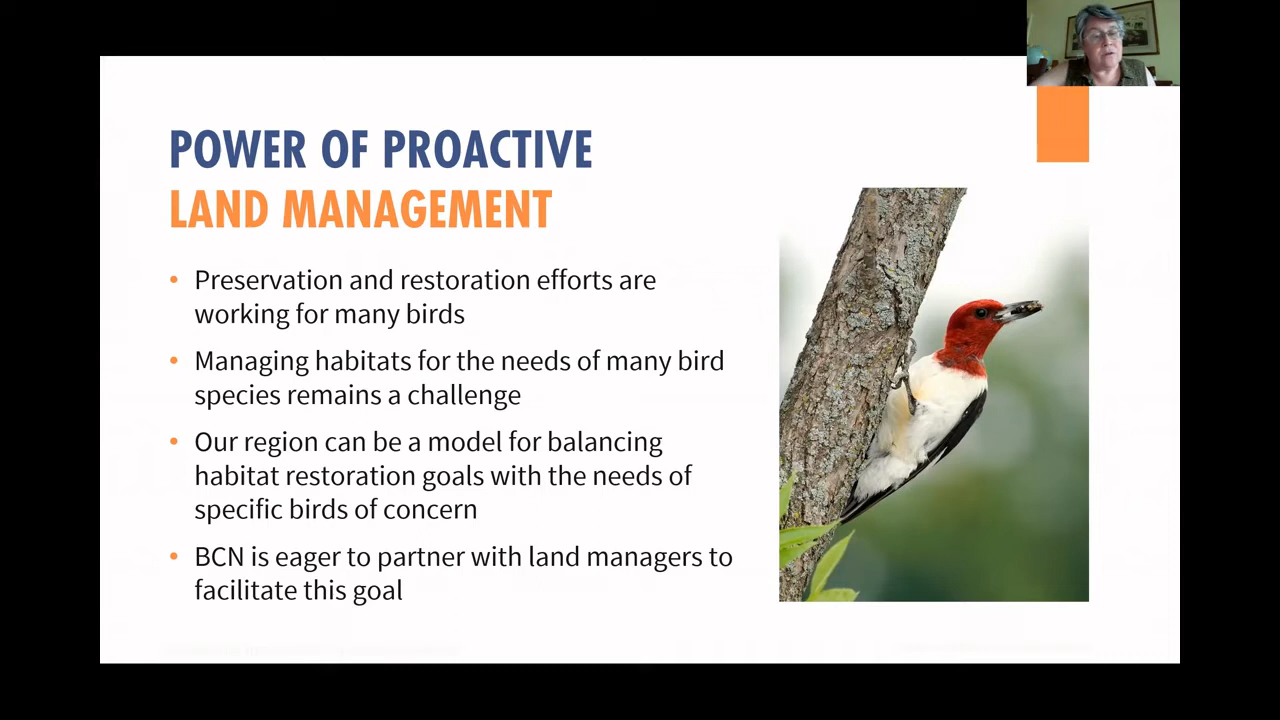 POWER OF PROACTIVE
LAND MANAGEMENT
• Preservation and restoration efforts are
working for many birds
• Managing habitats for the needs of many bird
species remains a challenge
• Our region can be a model for balancing
habitat restoration goals with the needs of
specific birds of concern
• BCN is eager to partner with land managers to
facilitate this goal